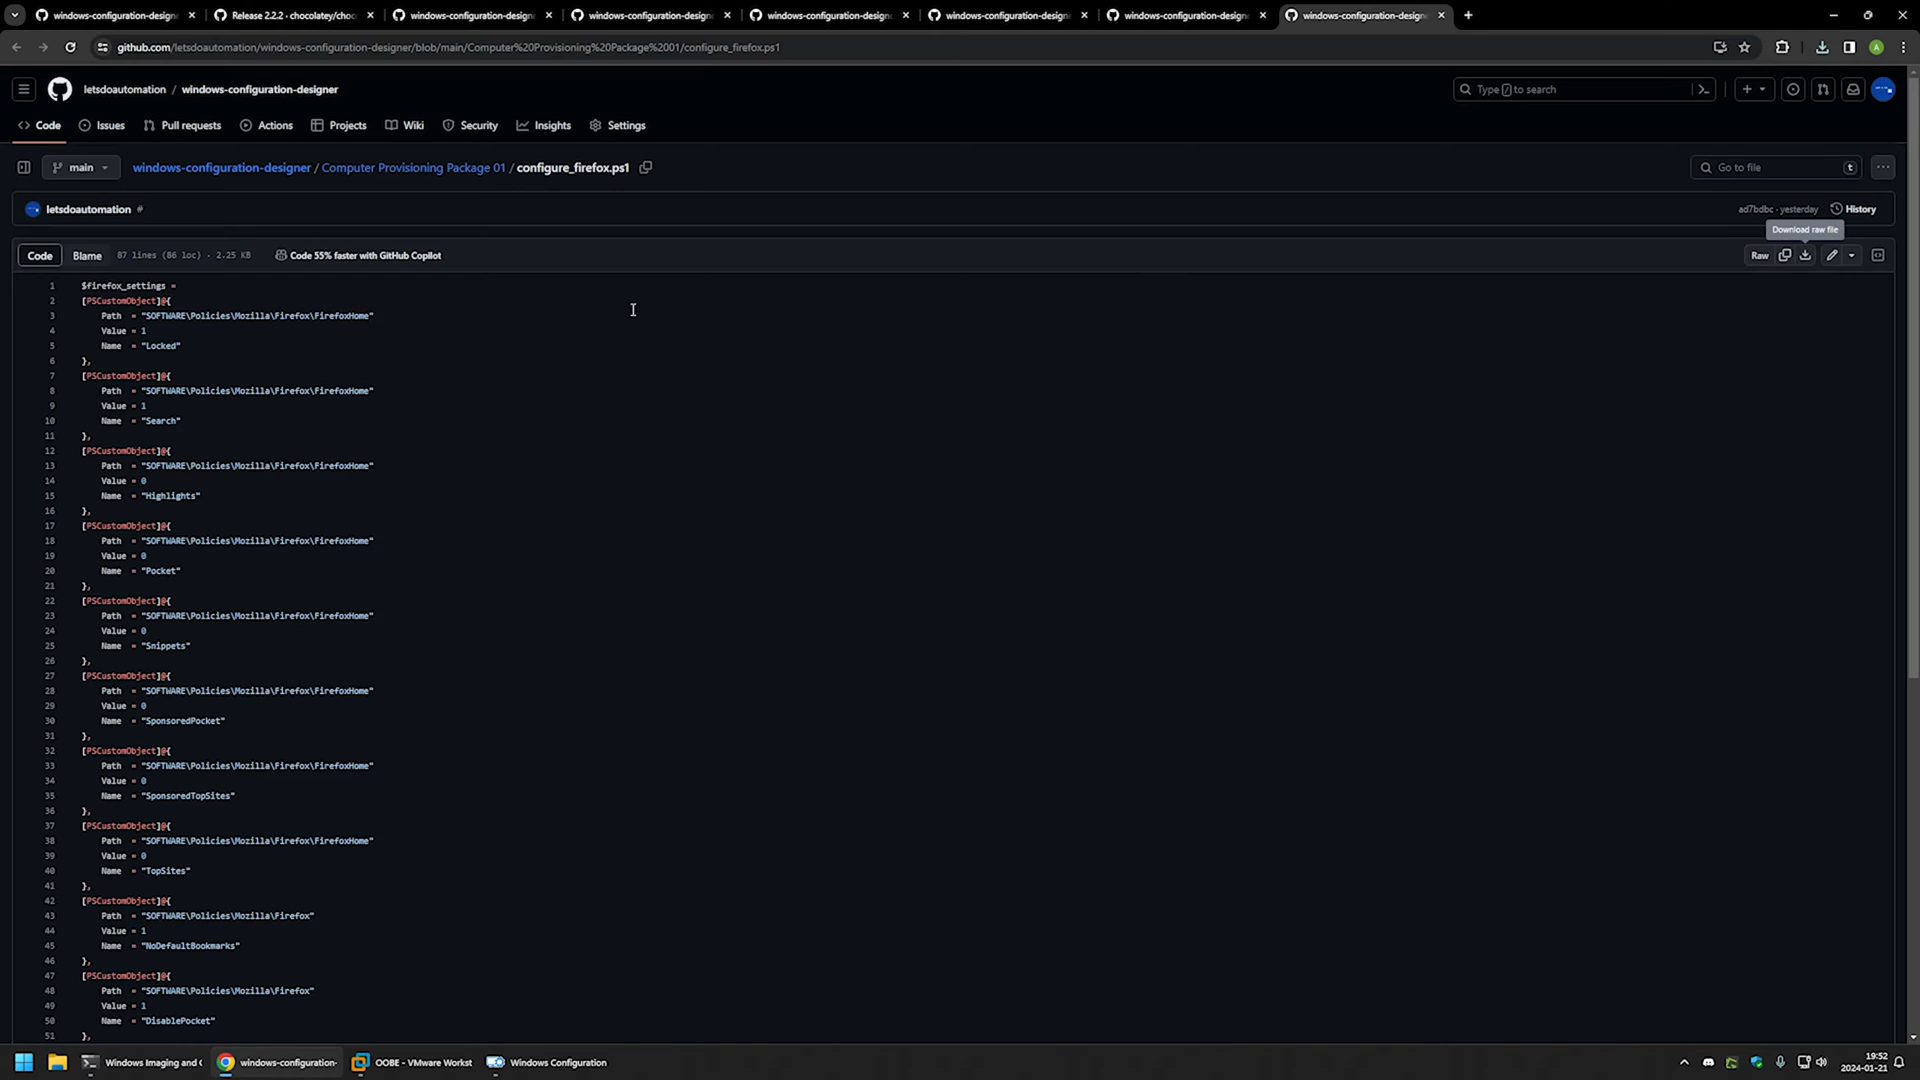 windows-configuration-design
Release 2.2.2 · chocolatey/choc
windows-configuration-design
windows-configuration-design
windows-configuration-design
windows-configuration-design
windows-configuration-design
windows-configuration-design
github.com/letsdoautomation/windows-configuration-designer/blob/main/Computer%20Provisioning%20Package%2001/configure_firefox.ps1
letsdoautomation / windows-configuration-designer
Type / to search
Code
Issues
Pull requests
Actions
Projects
Wiki
Security
Insights
Settings
main
windows-configuration-designer / Computer Provisioning Package 01 / configure_firefox.ps1
Go to file
t
letsdoautomation #
ad7bdbc · yesterday
History
Download raw file
Code
Blame
87 lines (86 loc) · 2.25 KB
Code 55% faster with GitHub Copilot
Raw
1 $firefox_settings =
2 [PSCustomObject]@{
3 Path = "SOFTWARE\Policies\Mozilla\Firefox\FirefoxHome"
4 Value = 1
5 Name = "Locked"
6 },
7 [PSCustomObject]@{
8 Path = "SOFTWARE\Policies\Mozilla\Firefox\FirefoxHome"
9 Value = 1
10 Name = "Search"
11 },
12 [PSCustomObject]@{
13 Path = "SOFTWARE\Policies\Mozilla\Firefox\FirefoxHome"
14 Value = 0
15 Name = "Highlights"
16 },
17 [PSCustomObject]@{
18 Path = "SOFTWARE\Policies\Mozilla\Firefox\FirefoxHome"
19 Value = 0
20 Name = "Pocket"
21 },
22 [PSCustomObject]@{
23 Path = "SOFTWARE\Policies\Mozilla\Firefox\FirefoxHome"
24 Value = 0
25 Name = "Snippets"
26 },
27 [PSCustomObject]@{
28 Path = "SOFTWARE\Policies\Mozilla\Firefox\FirefoxHome"
29 Value = 0
30 Name = "SponsoredPocket"
31 },
32 [PSCustomObject]@{
33 Path = "SOFTWARE\Policies\Mozilla\Firefox\FirefoxHome"
34 Value = 0
35 Name = "SponsoredTopSites"
36 },
37 [PSCustomObject]@{
38 Path = "SOFTWARE\Policies\Mozilla\Firefox\FirefoxHome"
39 Value = 0
40 Name = "TopSites"
41 },
42 [PSCustomObject]@{
43 Path = "SOFTWARE\Policies\Mozilla\Firefox"
44 Value = 1
45 Name = "NoDefaultBookmarks"
46 },
47 [PSCustomObject]@{
48 Path = "SOFTWARE\Policies\Mozilla\Firefox"
49 Value = 1
50 Name = "DisablePocket"
51 },
Windows Imaging and C
windows-configuration-
OOBE - VMware Workst
Windows Configuration
19:52
2024-01-21